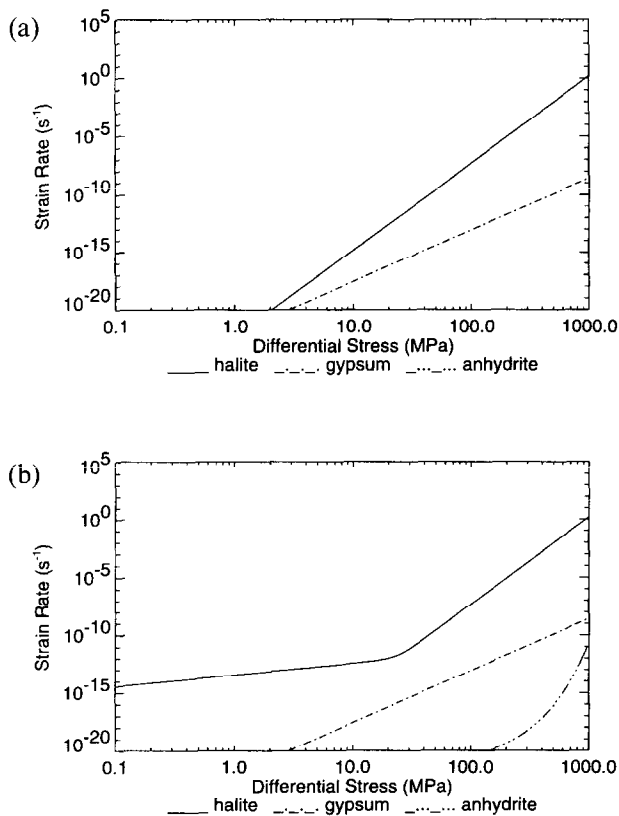 (a)
10^5
10^0
10^-5
10^-10
10^-15
10^-20
Strain Rate (s^-1)
0.1 1.0 10.0 100.0 1000.0
Differential Stress (MPa)
halite gypsum anhydrite
(b)
10^5
10^0
10^-5
10^-10
10^-15
10^-20
Strain Rate (s^-1)
0.1 1.0 10.0 100.0 1000.0
Differential Stress (MPa)
halite gypsum anhydrite